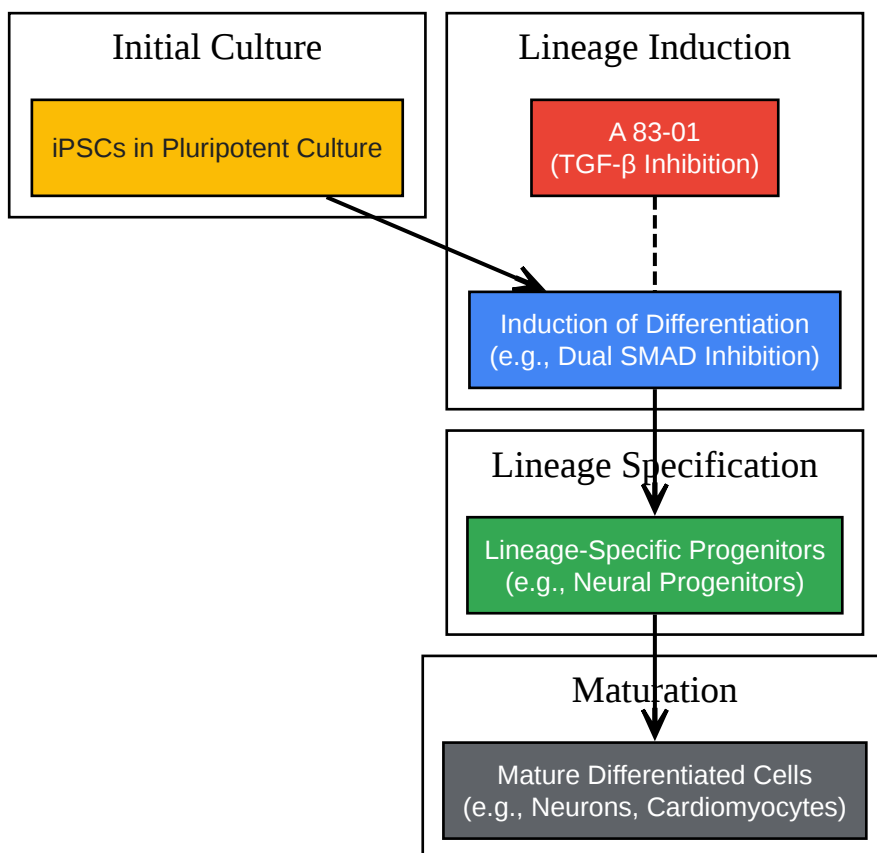 Initial Culture
iPSCs in Pluripotent Culture
Lineage Induction
A 83-01
(TGF-β Inhibition)
Induction of Differentiation
(e.g., Dual SMAD Inhibition)
Lineage Specification
Lineage-Specific Progenitors
(e.g., Neural Progenitors)
Maturation
Mature Differentiated Cells
(e.g., Neurons, Cardiomyocytes)